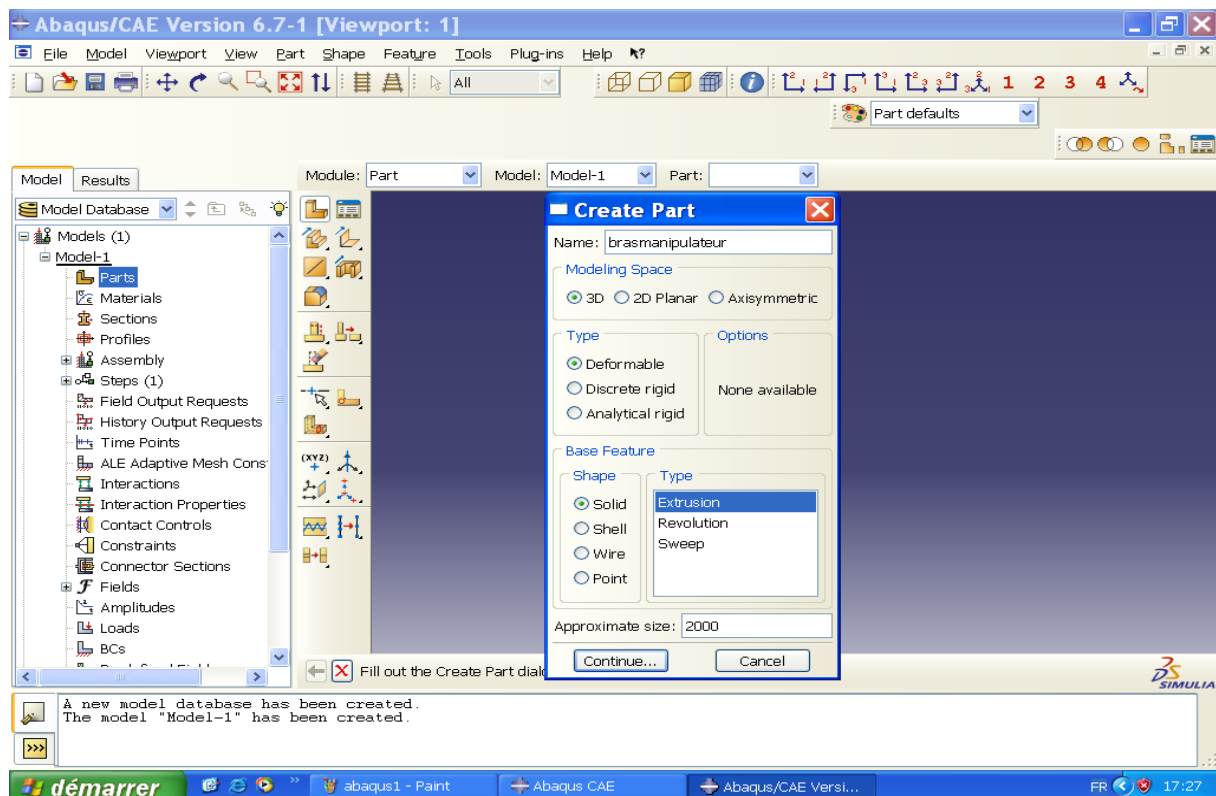 Abaqus/CAE Version 6.7-1 [Viewport: 1]
File Model Viewport View Part Shape Feature Tools Plug-ins Help
All
1 2 3 4
Part defaults
Model Results
Module: Part Model: Model-1 Part:
Model Database
Models (1)
Model-1
Parts
Materials
Sections
Profiles
Assembly
Steps (1)
Field Output Requests
History Output Requests
Time Points
ALE Adaptive Mesh Cons
Interactions
Interaction Properties
Contact Controls
Constraints
Connector Sections
Fields
Amplitudes
Loads
BCs
(XYZ)
Create Part
Name: brasmanipulateur
Modeling Space
3D 2D Planar Axisymmetric
Type Options
Deformable
Discrete rigid None available
Analytical rigid
Base Feature
Shape Type
Solid Extrusion
Shell Revolution
Wire Sweep
Point
Approximate size: 2000
Continue... Cancel
Fill out the Create Part dial
SIMULIA
A new model database has been created.
The model "Model-1" has been created.
>>>
démarrer abaqus1 - Paint Abaqus CAE Abaqus/CAE Versi... FR 17:27